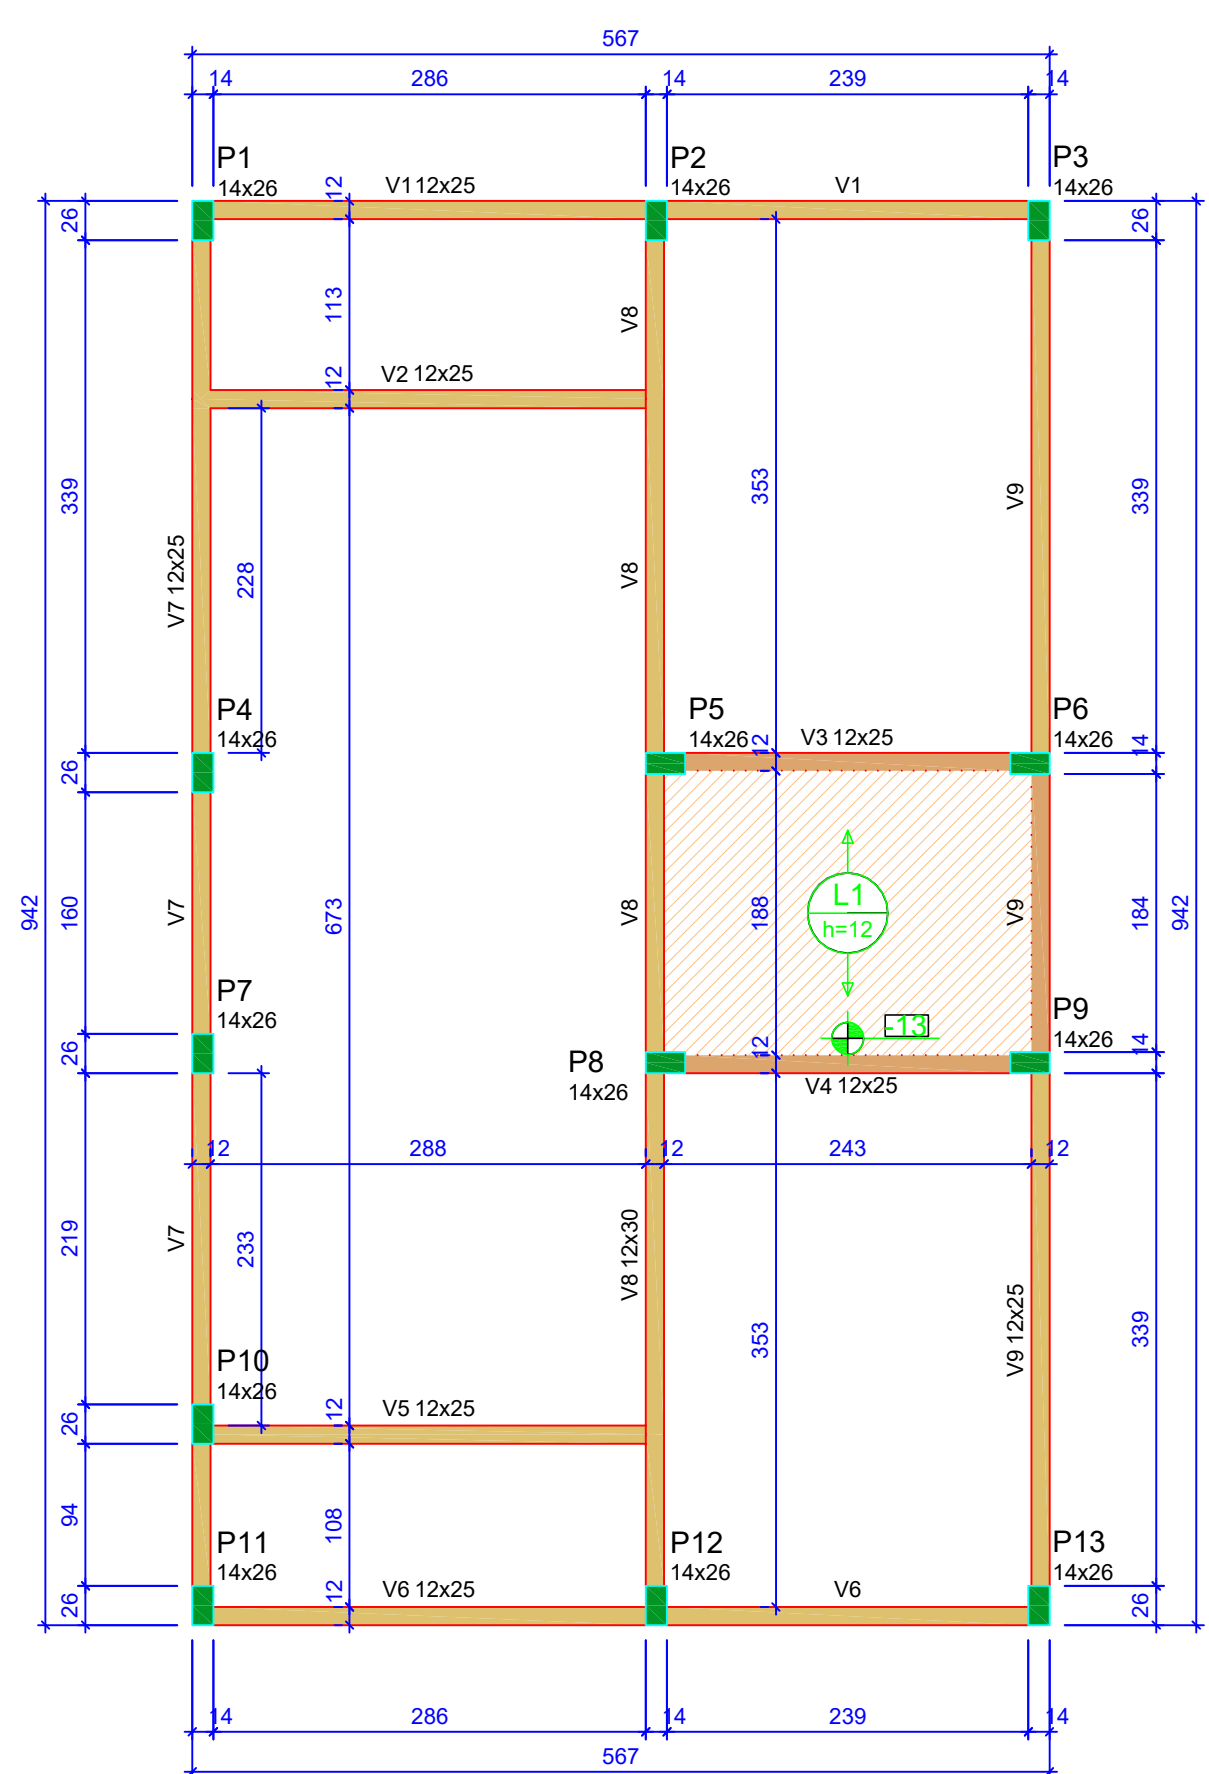 567
14 286 14 239 14
P1
14x26
12
V1 12x25
P2
14x26
V1
P3
14x26
26
26
113
V8
12
V2 12x25
339
V7 12x25
228
V8
353
V9
339
P4
14x26
P5
14x26
12
V3 12x25
P6
14x26
14
26
942
160
V7
673
V8
188
L1
h=12
V9
184
942
P7
14x26
-13
P9
14x26
26
12
14
P8
14x26
V4 12x25
12 288 12 243 12
219
V7
233
V8 12x30
353
V9 12x25
339
P10
14x26
26
12
V5 12x25
94
108
P11
14x26
P12
14x26
P13
14x26
26
12
V6 12x25
V6
26
14 286 14 239 14
567